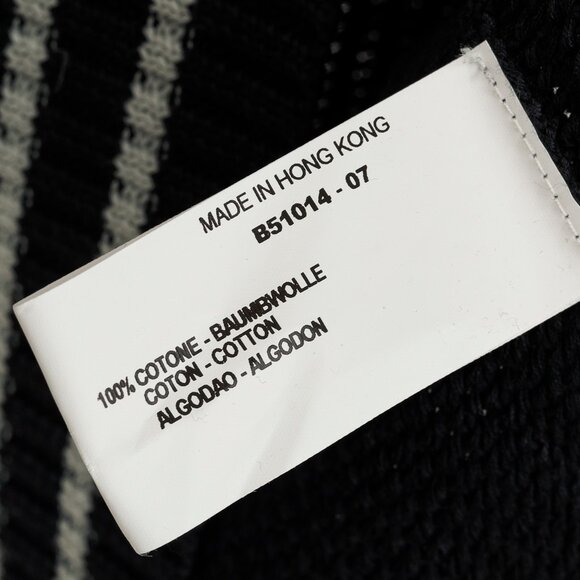 MADE IN HONG KONG
B51014 - 07
100% COTONE - BAUMBWOLLE
COTON - COTTON
ALGODAO - ALGODON